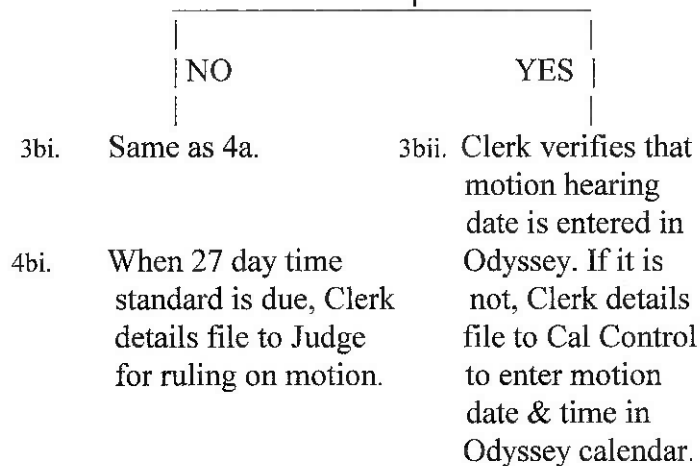 NO YES
3bi. Same as 4a.
4bi. When 27 day time
standard is due, Clerk
details file to Judge
for ruling on motion.
3bii. Clerk verifies that
motion hearing
date is entered in
Odyssey. If it is
not, Clerk details
file to Cal Control
to enter motion
date & time in
Odyssey calendar.